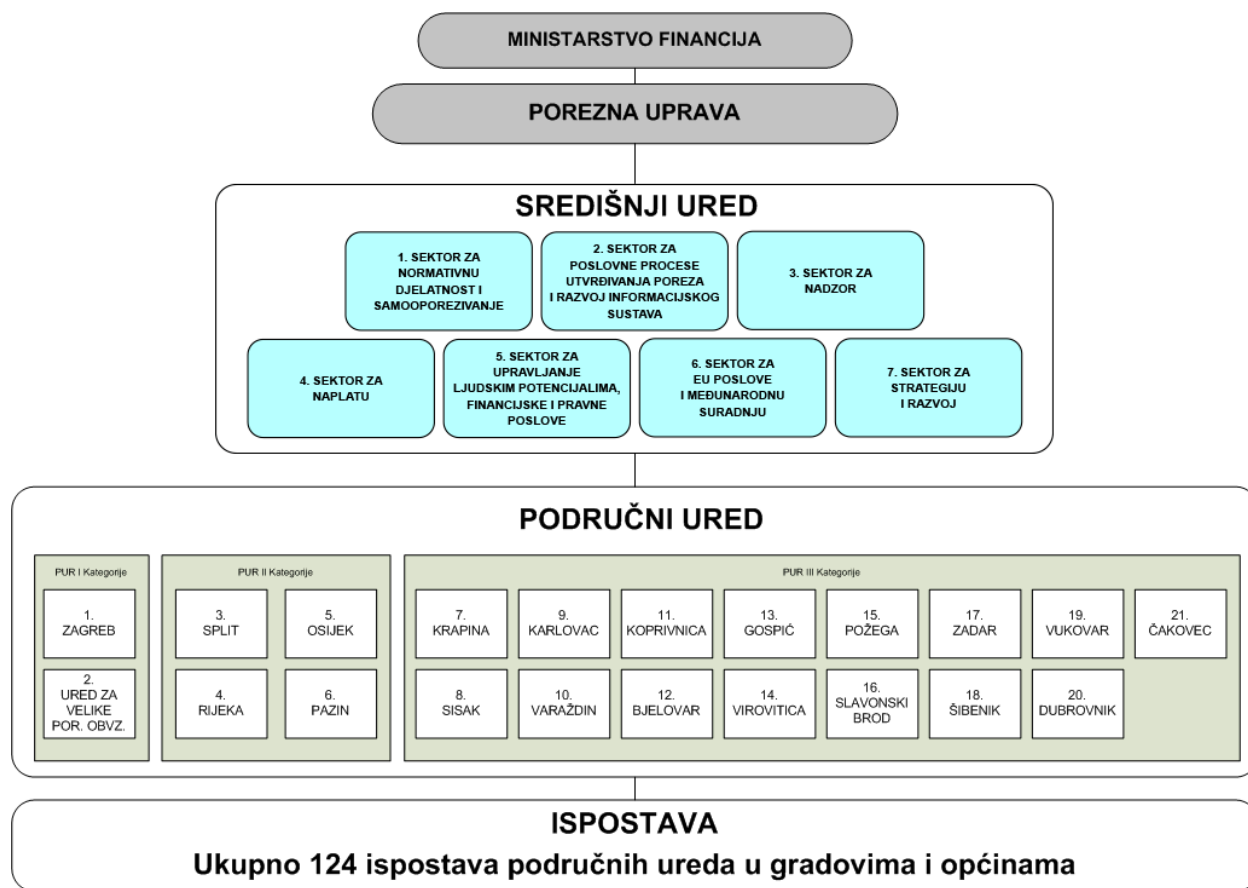 MINISTARSTVO FINANCIJA
POREZNA UPRAVA
SREDIŠNJI URED
1. SEKTOR ZA
NORMATIVNU
DJELATNOST I
SAMOOPOREZIVANJE
2. SEKTOR ZA
POSLOVNE PROCESE
UTVRĐIVANJA POREZA
I RAZVOJ INFORMACIJSKOG
SUSTAVA
3. SEKTOR ZA
NADZOR
4. SEKTOR ZA
NAPLATU
5. SEKTOR ZA
UPRAVLJANJE
LJUDSKIM POTENCIJALIMA,
FINANCIJSKE I PRAVNE
POSLOVE
6. SEKTOR ZA
EU POSLOVE
I MEĐUNARODNU
SURADNJU
7. SEKTOR ZA
STRATEGIJU
I RAZVOJ
PODRUČNI URED
PUR I Kategorije
1.
ZAGREB
2.
URED ZA
VELIKE
POR. OBVZ.
PUR II Kategorije
3.
SPLIT
4.
RIJEKA
5.
OSIJEK
6.
PAZIN
PUR III Kategorije
7.
KRAPINA
8.
SISAK
9.
KARLOVAC
10.
VARAŽDIN
11.
KOPRIVNICA
12.
BJELOVAR
13.
GOSPIĆ
14.
VIROVITICA
15.
POŽEGA
16.
SLAVONSKI
BROD
17.
ZADAR
18.
ŠIBENIK
19.
VUKOVAR
20.
DUBROVNIK
21.
ČAKOVEC
ISPOSTAVA
Ukupno 124 ispostava područnih ureda u gradovima i općinama